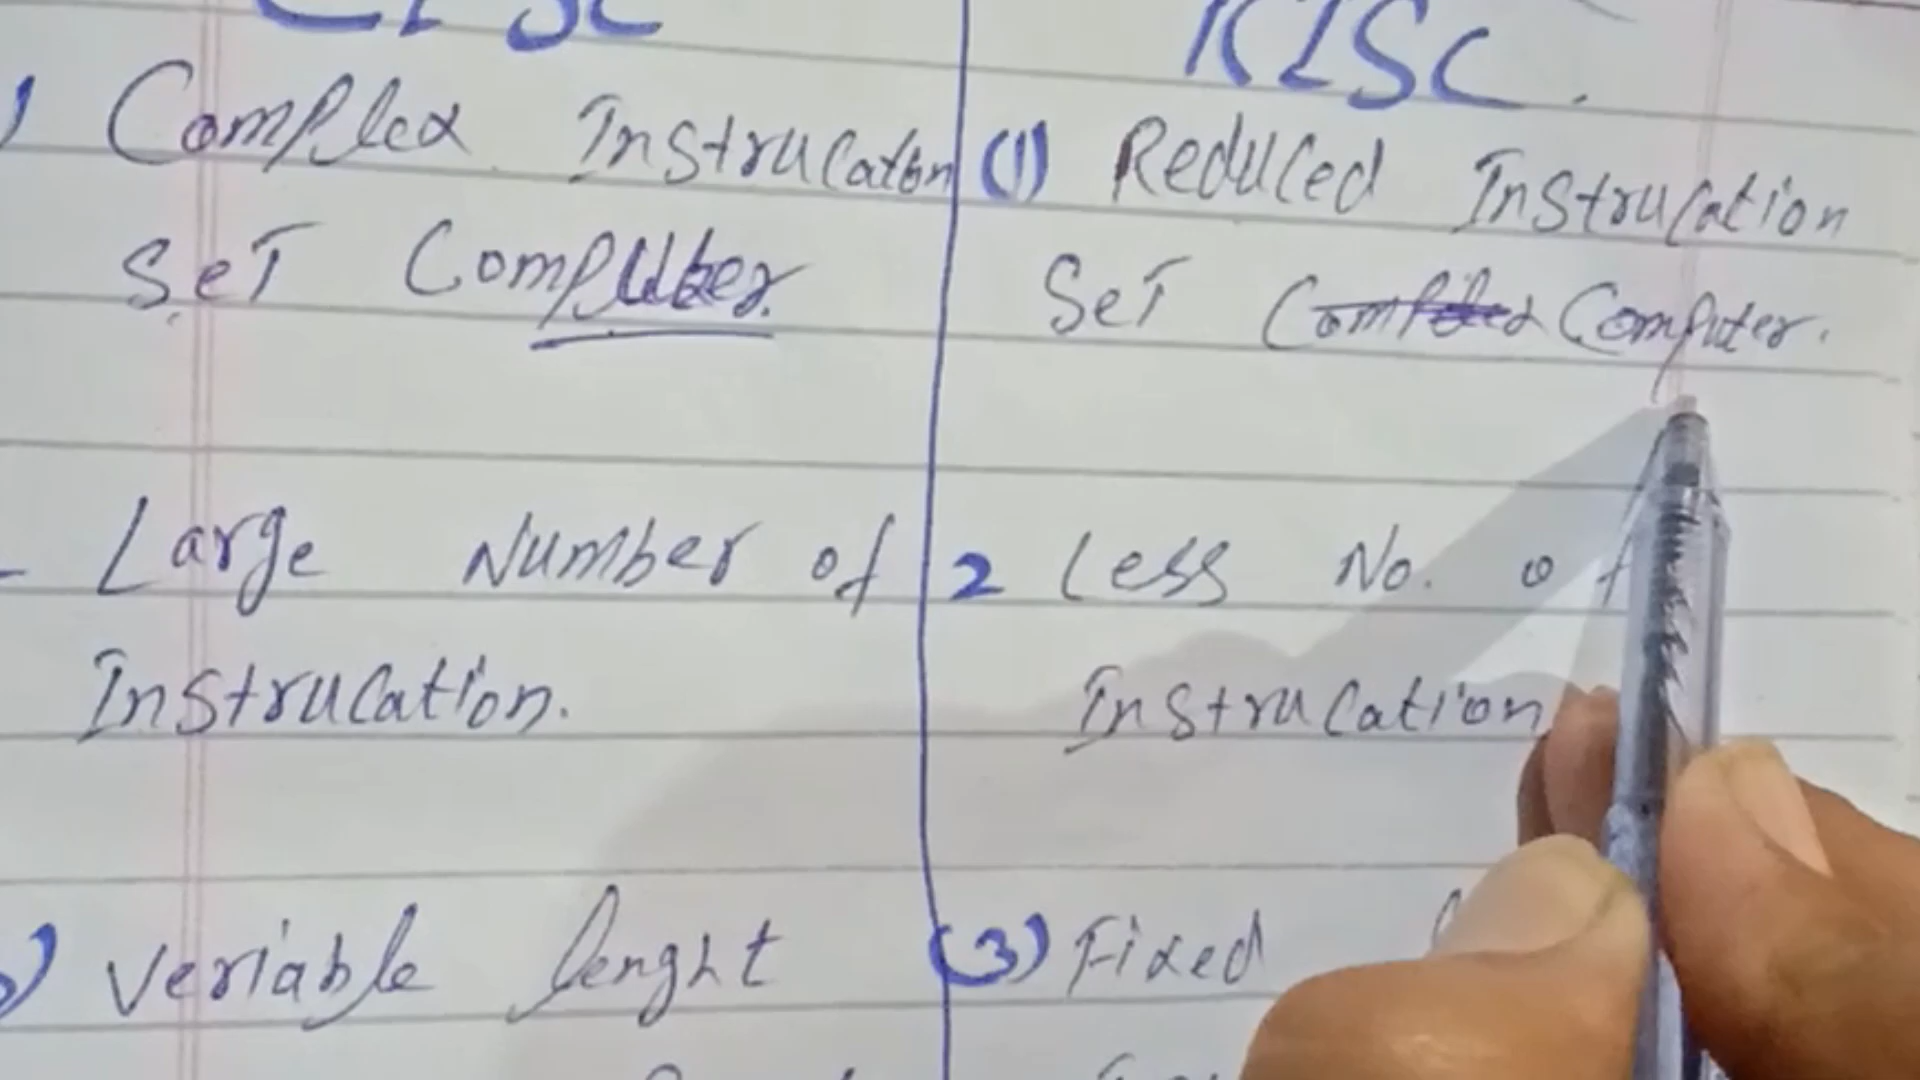 CISC
RISC.
Complex Instrucation
Set Computer.
(1) Reduced Instrucation
Set Computer.
Large Number of
Instrucation.
2 Less No. of
Instrucation
Veriable lenght
(3) Fixed